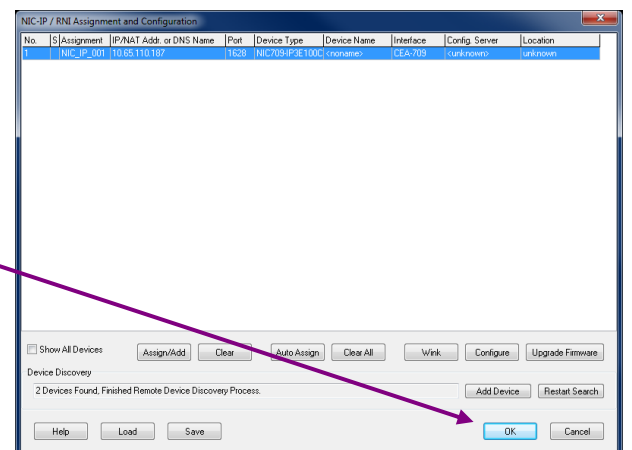 NIC-IP / RNI Assignment and Configuration
No. S Assignment IP/NAT Addr. or DNS Name Port Device Type Device Name Interface Config. Server Location
1 NIC_IP_001 10.65.110.187 1628 NIC709-IP3E100C <noname> CEA-709 <unknown> unknown
Show All Devices Assign/Add Clear Auto Assign Clear All Wink Configure Upgrade Firmware
Device Discovery
2 Devices Found, Finished Remote Device Discovery Process. Add Device Restart Search
Help Load Save OK Cancel